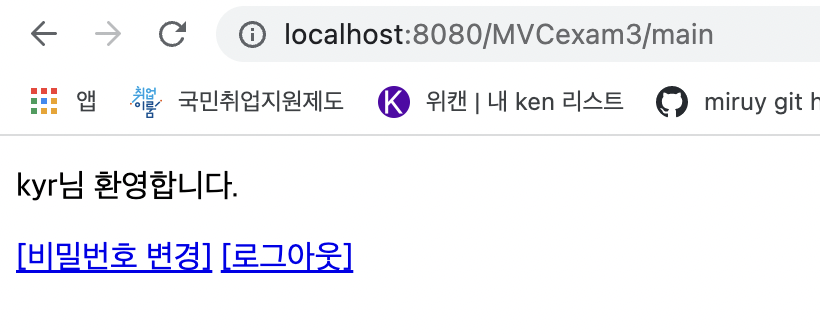 localhost:8080/MVCexam3/main
앱 취업이룸 국민취업지원제도 K 위캔 | 내 ken 리스트 miruy git h
kyr님 환영합니다.
[비밀번호 변경] [로그아웃]